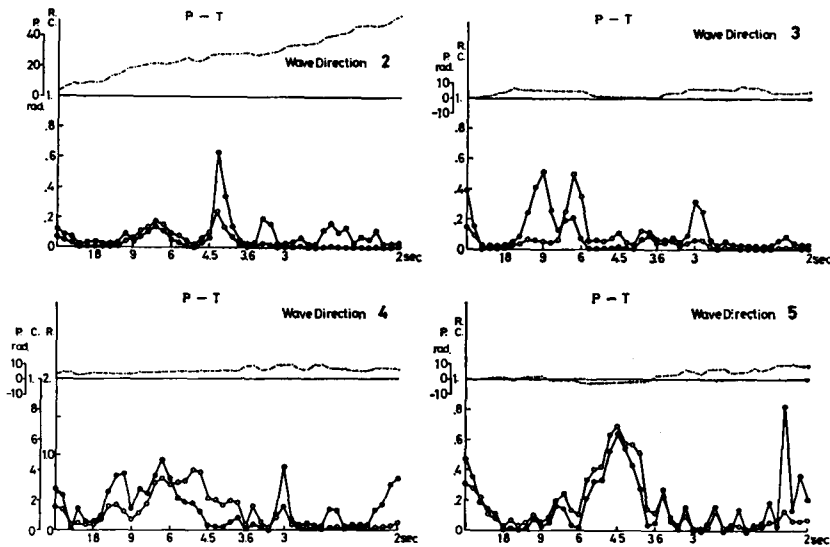 P - T
R.
P. C.
40
20
0 1.
rad.
.8
.6
.4
.2
0
Wave Direction 2
18 9 6 4.5 3.6 3 2sec
P - T
3
R.
P. C.
rad.
10
0 1.
-10
.8
.6
.4
.2
0
Wave Direction
18 9 6 4.5 3.6 3 2sec
P - T
Wave Direction 4
P. C. R.
rad.
10
0 1. 2.
-10
8
6 1.0
4
2
0 0
18 9 6 4.5 3.6 3 2sec
P - T
Wave Direction 5
R.
P. C.
rad.
10
0 1.
-10
.8
.6
.4
.2
0
18 9 6 4.5 3.6 3 2sec